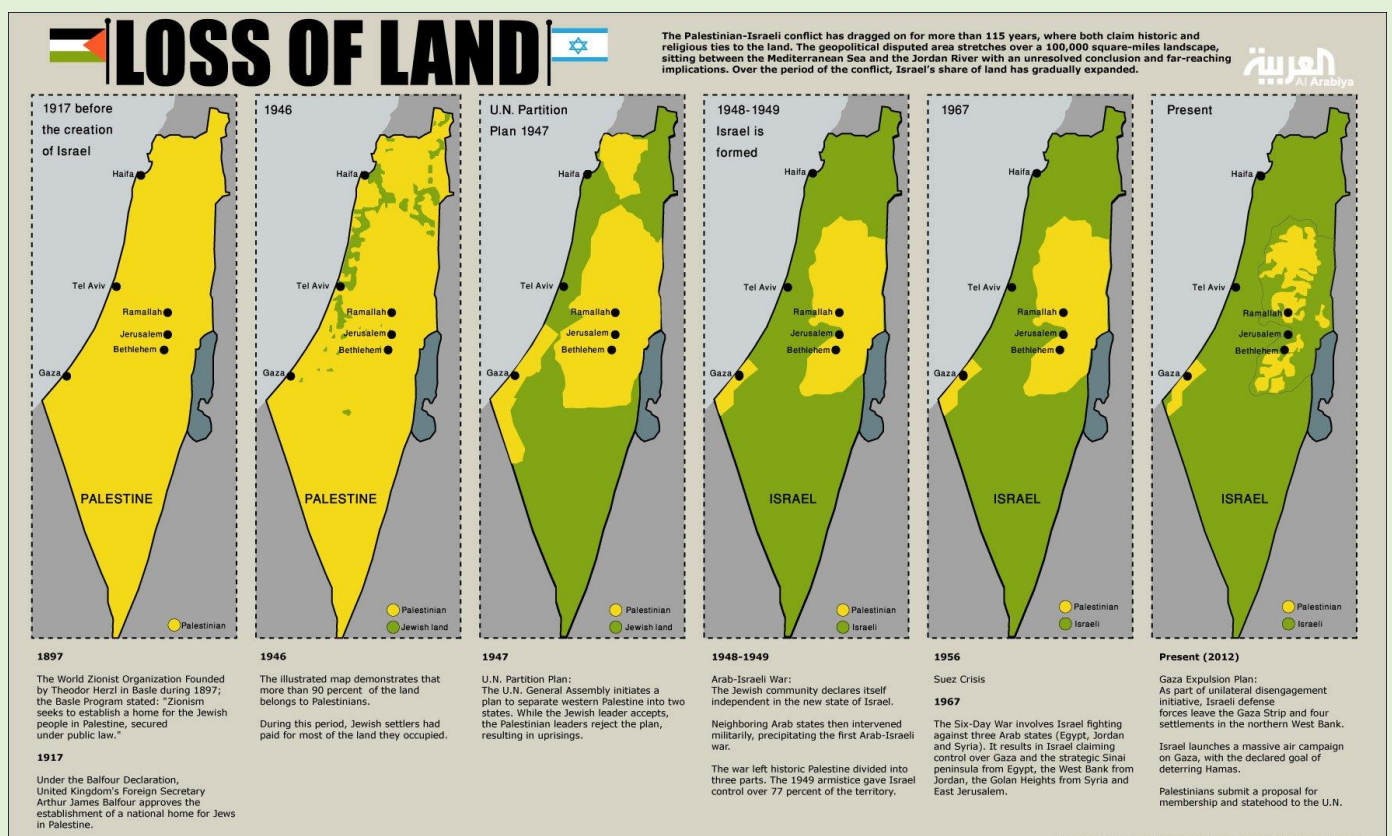 LOSS OF LAND
The Palestinian-Israeli conflict has dragged on for more than 115 years, where both claim historic and
religious ties to the land. The geopolitical disputed area stretches over a 100,000 square-miles landscape,
sitting between the Mediterranean Sea and the Jordan River with an unresolved conclusion and far-reaching
implications. Over the period of the conflict, Israel's share of land has gradually expanded.
العربية
Al Arabiya
1917 before
the creation
of Israel
Haifa
Tel Aviv
Ramallah
Jerusalem
Bethlehem
Gaza
PALESTINE
Palestinian
1946
Haifa
Tel Aviv
Ramallah
Jerusalem
Bethlehem
Gaza
PALESTINE
Palestinian
Jewish land
U.N. Partition
Plan 1947
Haifa
Tel Aviv
Ramallah
Jerusalem
Bethlehem
Gaza
Palestinian
Jewish land
1948-1949
Israel is
formed
Haifa
Tel Aviv
Ramallah
Jerusalem
Bethlehem
Gaza
ISRAEL
Palestinian
Israeli
1967
Haifa
Tel Aviv
Ramallah
Jerusalem
Bethlehem
Gaza
ISRAEL
Palestinian
Israeli
Present
Haifa
Tel Aviv
Ramallah
Jerusalem
Bethlehem
Gaza
ISRAEL
Palestinian
Israeli
1897
The World Zionist Organization Founded
by Theodor Herzl in Basle during 1897;
the Basle Program stated: "Zionism
seeks to establish a home for the Jewish
people in Palestine, secured
under public law."
1917
Under the Balfour Declaration,
United Kingdom's Foreign Secretary
Arthur James Balfour approves the
establishment of a national home for Jews
in Palestine.
1946
The illustrated map demonstrates that
more than 90 percent of the land
belongs to Palestinians.
During this period, Jewish settlers had
paid for most of the land they occupied.
1947
U.N. Partition Plan:
The U.N. General Assembly initiates a
plan to separate western Palestine into two
states. While the Jewish leader accepts,
the Palestinian leaders reject the plan,
resulting in uprisings.
1948-1949
Arab-Israeli War:
The Jewish community declares itself
independent in the new state of Israel.
Neighboring Arab states then intervened
militarily, precipitating the first Arab-Israeli
war.
The war left historic Palestine divided into
three parts. The 1949 armistice gave Israel
control over 77 percent of the territory.
1956
Suez Crisis
1967
The Six-Day War involves Israel fighting
against three Arab states (Egypt, Jordan
and Syria). It results in Israel claiming
control over Gaza and the strategic Sinai
peninsula from Egypt, the West Bank from
Jordan, the Golan Heights from Syria and
East Jerusalem.
Present (2012)
Gaza Expulsion Plan:
As part of unilateral disengagement
initiative, Israeli defense
forces leave the Gaza Strip and four
settlements in the northern West Bank.
Israel launches a massive air campaign
on Gaza, with the declared goal of
deterring Hamas.
Palestinians submit a proposal for
membership and statehood to the U.N.